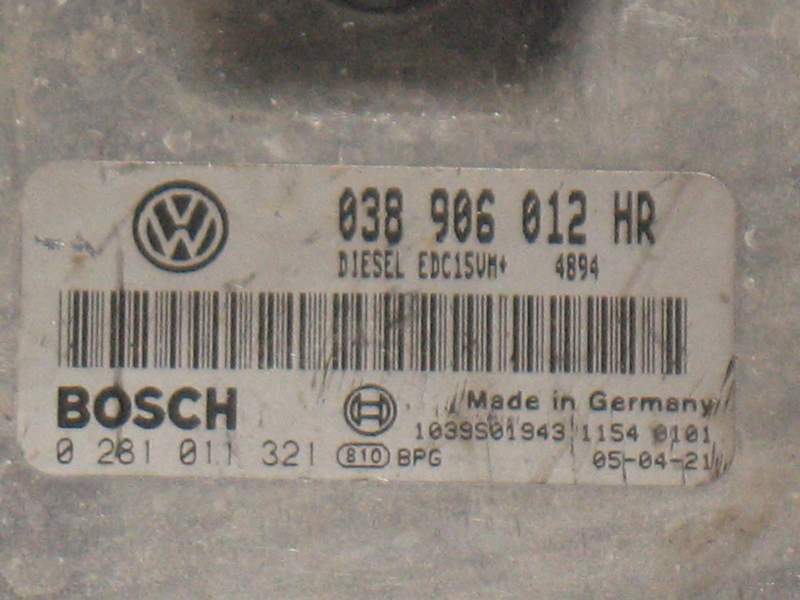 038 906 012 HR
DIESEL EDC15VM+ 4894
BOSCH
Made in Germany
1039S01943 1154 0101
0 281 011 321 810 BPG
05-04-21